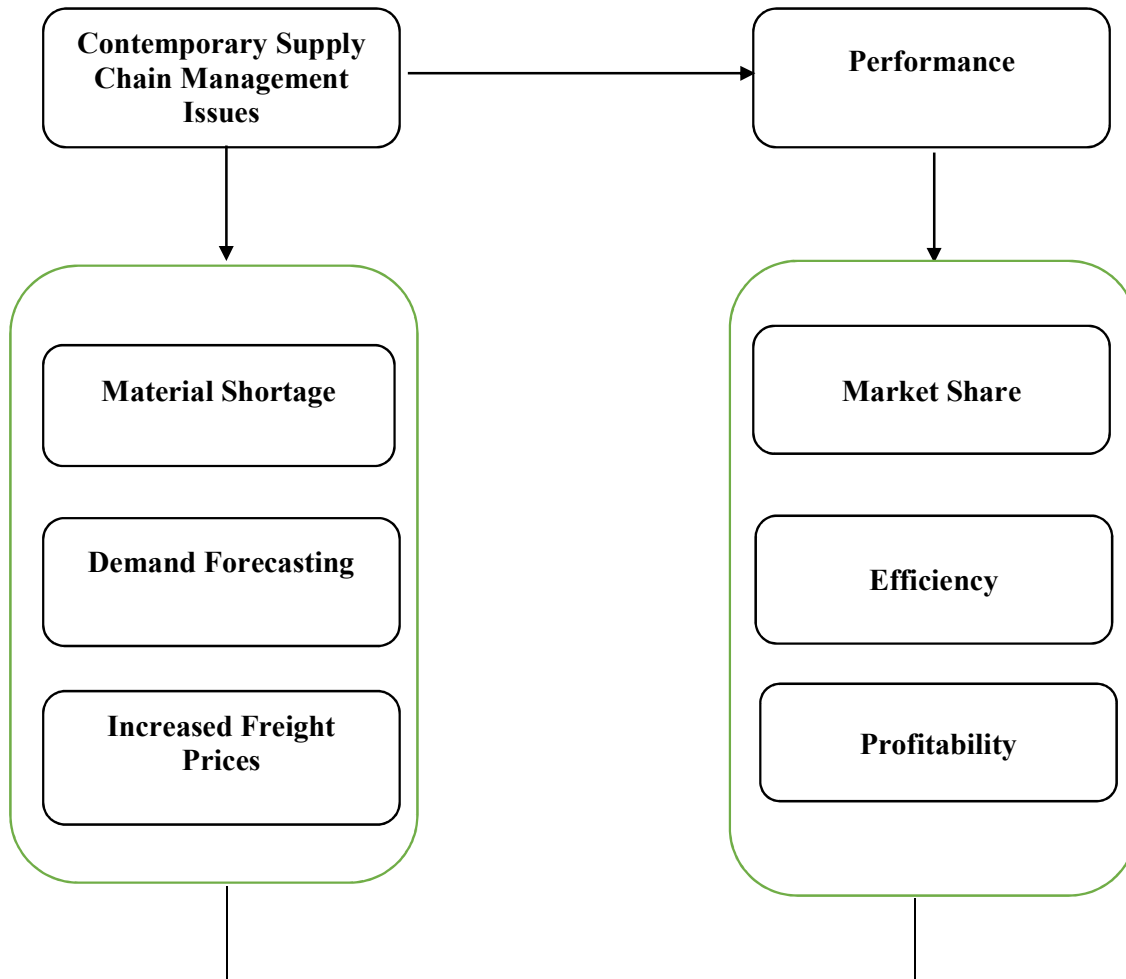 Contemporary Supply
Chain Management
Issues
Performance
Material Shortage
Demand Forecasting
Increased Freight
Prices
Market Share
Efficiency
Profitability